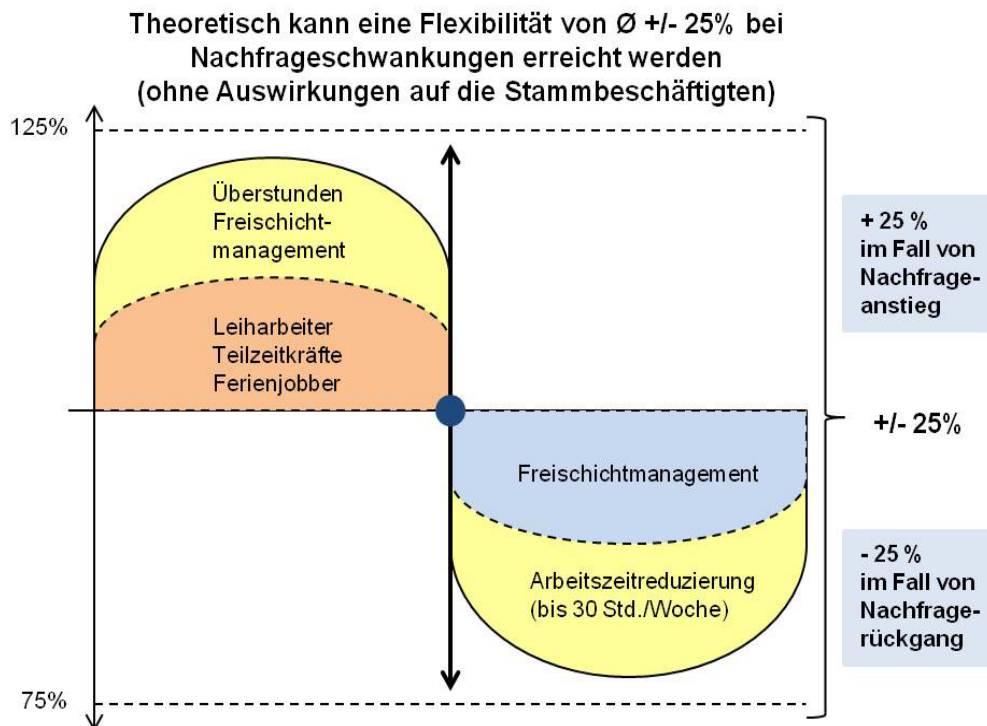 Theoretisch kann eine Flexibilität von Ø +/- 25% bei
Nachfrageschwankungen erreicht werden
(ohne Auswirkungen auf die Stammbeschäftigten)
125%
Überstunden
Freischicht-
management
Leiharbeiter
Teilzeitkräfte
Ferienjobber
+ 25 %
im Fall von
Nachfrage-
anstieg
+/- 25%
Freischichtmanagement
Arbeitszeitreduzierung
(bis 30 Std./Woche)
- 25 %
im Fall von
Nachfrage-
rückgang
75%